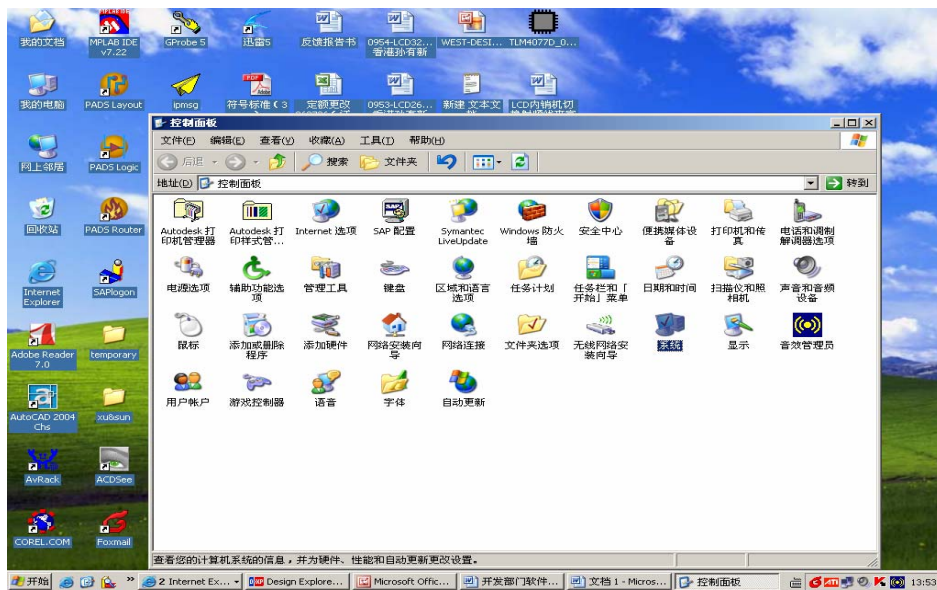 我的文档
MPLAB IDE
v7.22
GProbe 5
迅雷5
反馈报告书
0954-LCD32...
香港孙有新
WEST-DESI...
TLM4077D_0...
我的电脑
PADS Layout
ipmsg
符号标准(3
定额更改
0953-LCD26...
新建 文本文
LCD内销机切
网上邻居
PADS Logic
回收站
PADS Router
Internet
Explorer
SAPlogon
Adobe Reader
7.0
temporary
AutoCAD 2004
Chs
xu&sun
AvRack
ACDSee
COREL.COM
Foxmail
控制面板
文件(F) 编辑(E) 查看(V) 收藏(A) 工具(T) 帮助(H)
后退 搜索 文件夹
地址(D) 控制面板 转到
Autodesk 打
印机管理器
Autodesk 打
印样式管...
Internet 选项
SAP 配置
Symantec
LiveUpdate
Windows 防火
墙
安全中心
便携媒体设
备
打印机和传
真
电话和调制
解调器选项
电源选项
辅助功能选
项
管理工具
键盘
区域和语言
选项
任务计划
任务栏和「
开始」菜单
日期和时间
扫描仪和照
相机
声音和音频
设备
鼠标
添加或删除
程序
添加硬件
网络安装向
导
网络连接
文件夹选项
无线网络安
装向导
系统
显示
音效管理员
用户帐户
游戏控制器
语音
字体
自动更新
查看您的计算机系统的信息,并为硬件、性能和自动更新更改设置。
开始 » 2 Internet Ex... Design Explore... Microsoft Offic... 开发部门软件... 文档 1 - Micros... 控制面板 13:53